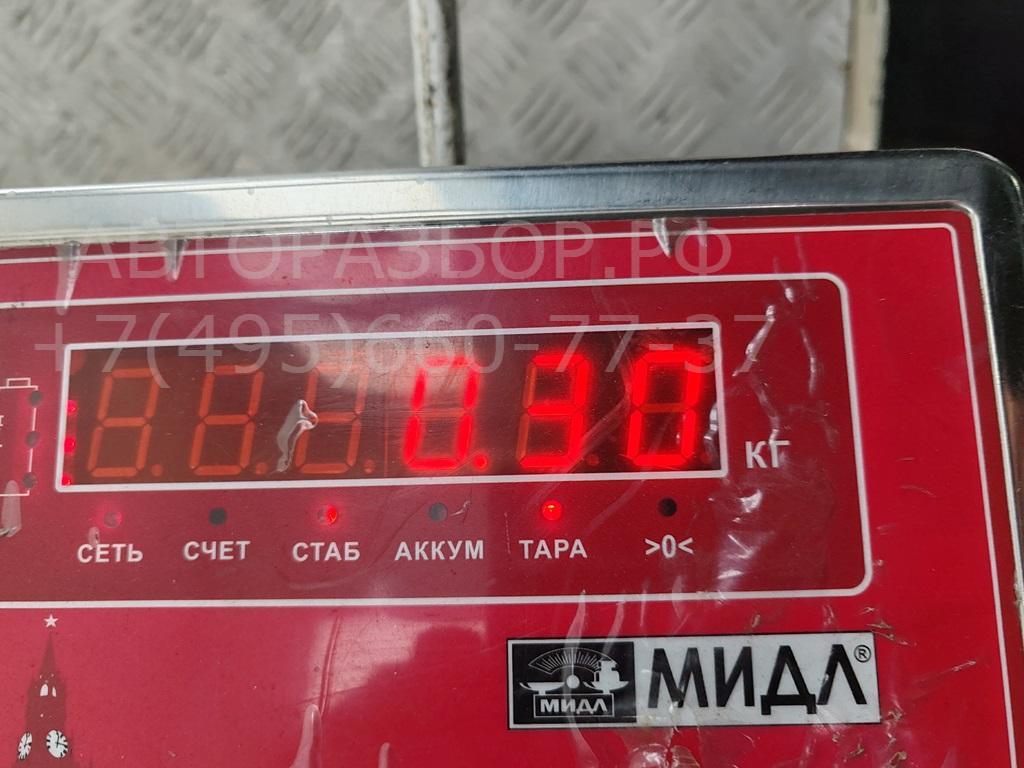 АВТОРАЗБОР.РФ
+7(495)660-77-37
0.30
КГ
СЕТЬ СЧЕТ СТАБ АККУМ ТАРА >0<
МИДЛ МИДЛ®